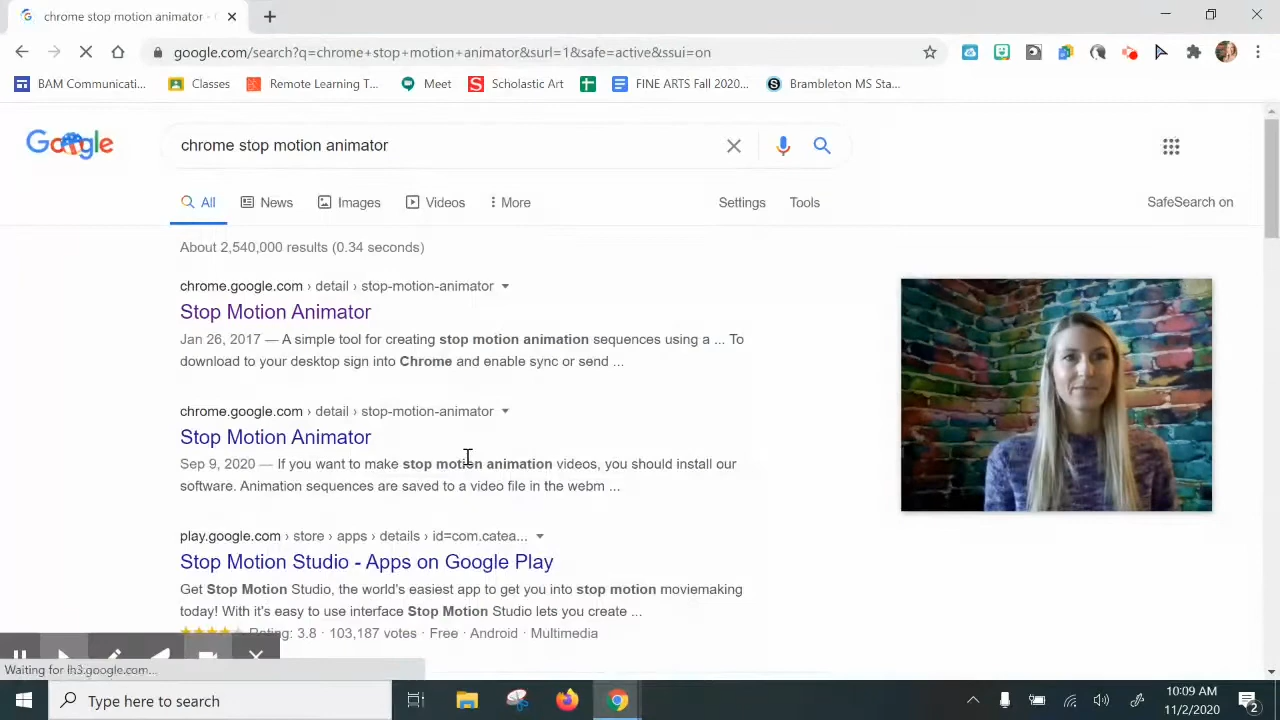 chrome stop motion animator - G
google.com/search?q=chrome+stop+motion+animator&surl=1&safe=active&ssui=on
BAM Communicati... Classes Remote Learning T... Meet Scholastic Art FINE ARTS Fall 2020... Brambleton MS Sta...
Google
chrome stop motion animator
All News Images Videos More Settings Tools SafeSearch on
About 2,540,000 results (0.34 seconds)
chrome.google.com › detail › stop-motion-animator
Stop Motion Animator
Jan 26, 2017 — A simple tool for creating stop motion animation sequences using a ... To
download to your desktop sign into Chrome and enable sync or send ...
chrome.google.com › detail › stop-motion-animator
Stop Motion Animator
Sep 9, 2020 — If you want to make stop motion animation videos, you should install our
software. Animation sequences are saved to a video file in the webm ...
play.google.com › store › apps › details › id=com.catea...
Stop Motion Studio - Apps on Google Play
Get Stop Motion Studio, the world's easiest app to get you into stop motion moviemaking
today! With it's easy to use interface Stop Motion Studio lets you create ...
Rating: 3.8 · 103,187 votes · Free · Android · Multimedia
Waiting for lh3.google.com...
Type here to search
10:09 AM
11/2/2020
2